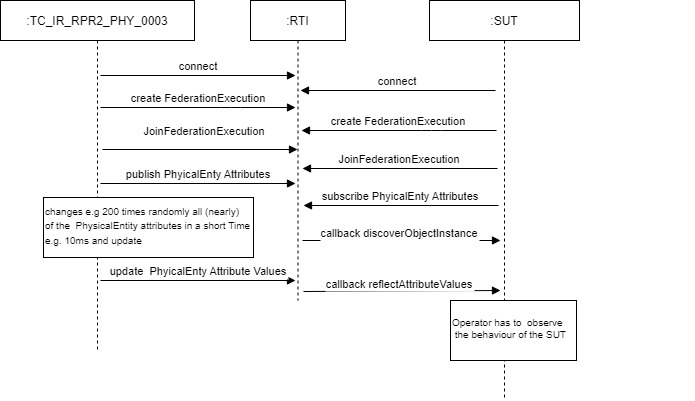 :TC_IR_RPR2_PHY_0003
:RTI
:SUT
connect
connect
create FederationExecution
create FederationExecution
JoinFederationExecution
JoinFederationExecution
publish PhyicalEnty Attributes
subscribe PhyicalEnty Attributes
changes e.g 200 times randomly all (nearly)
of the PhysicalEntity attributes in a short Time
e.g. 10ms and update
callback discoverObjectInstance
update PhyicalEnty Attribute Values
callback reflectAttributeValues
Operator has to observe
the behaviour of the SUT